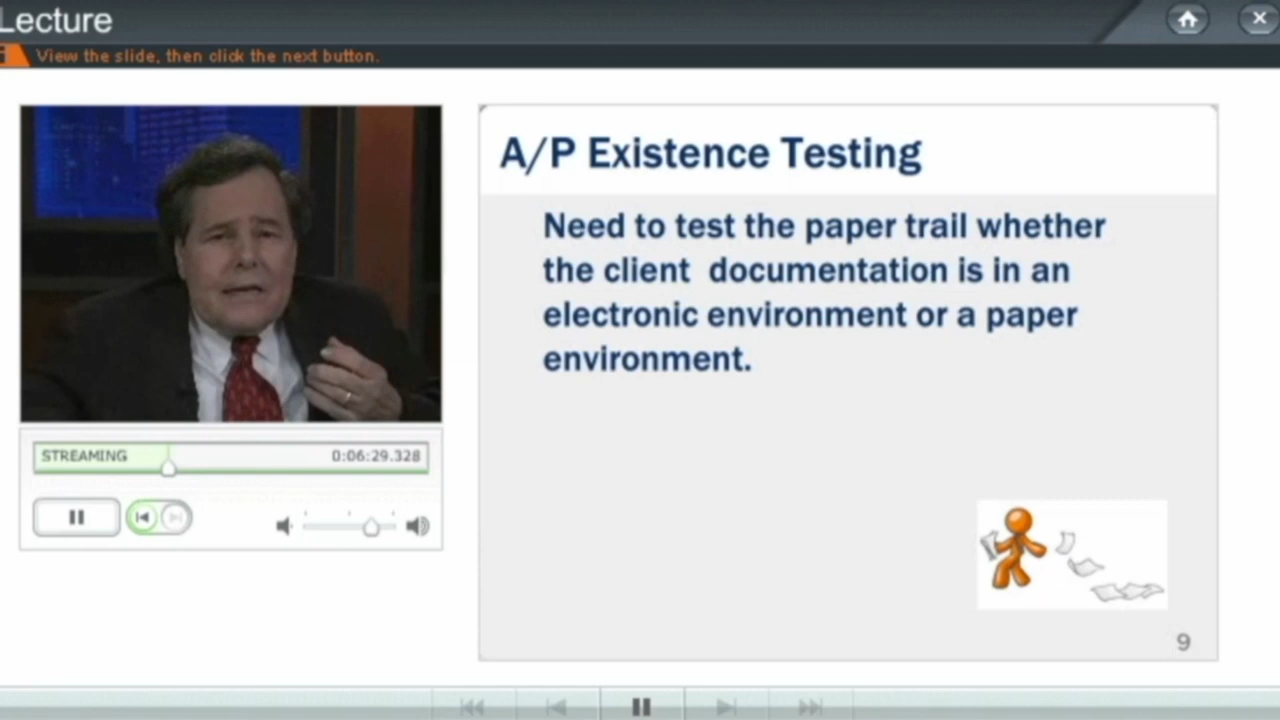 Lecture
View the slide, then click the next button.
A/P Existence Testing
Need to test the paper trail whether
the client documentation is in an
electronic environment or a paper
environment.
STREAMING 0:06:29.328
9